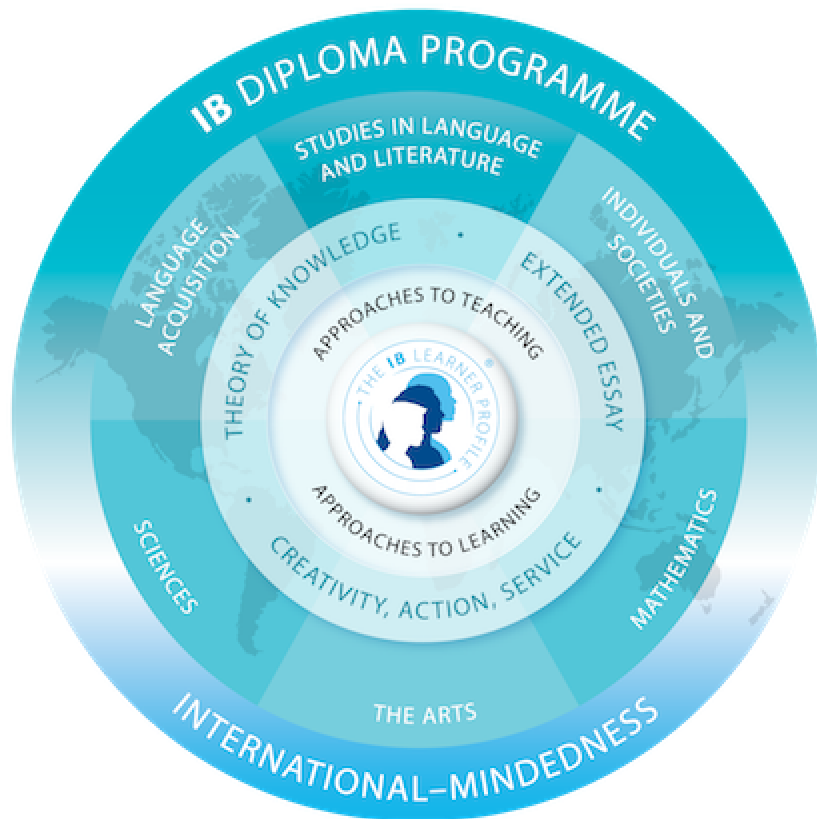 IB DIPLOMA PROGRAMME
STUDIES IN LANGUAGE
AND LITERATURE
LANGUAGE
ACQUISITION
INDIVIDUALS AND
SOCIETIES
THEORY OF KNOWLEDGE
EXTENDED ESSAY
APPROACHES TO TEACHING
THE IB LEARNER PROFILE ®
APPROACHES TO LEARNING
CREATIVITY, ACTION, SERVICE
SCIENCES
MATHEMATICS
THE ARTS
INTERNATIONAL–MINDEDNESS